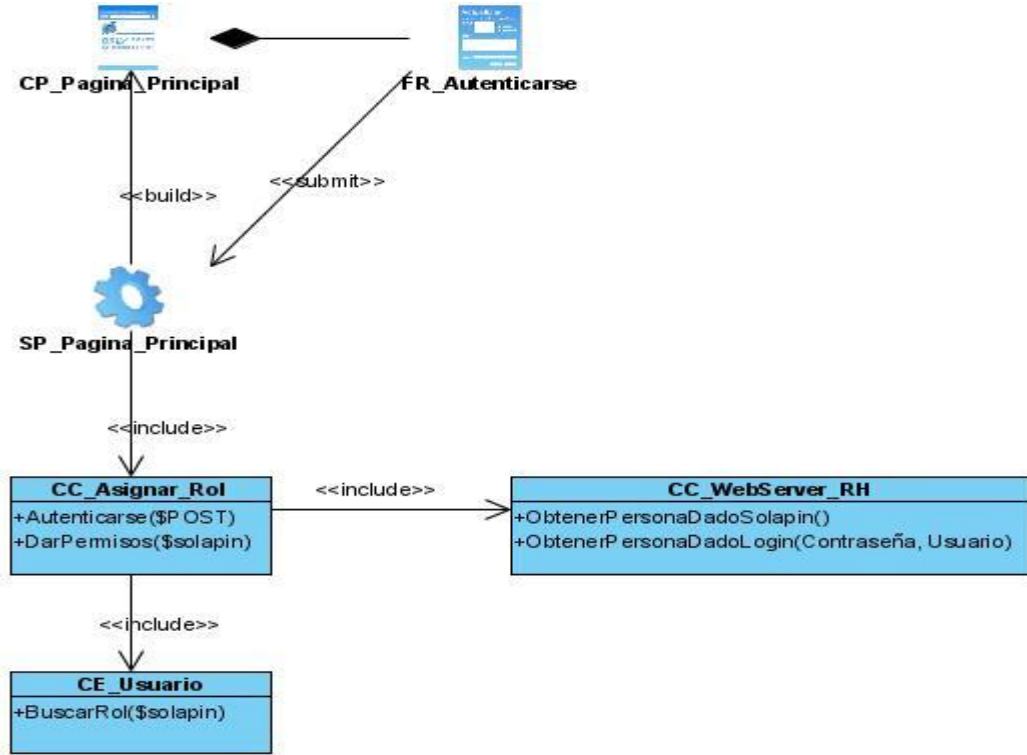 CP_Pagina_Principal
FR_Autenticarse
<<build>>
<<submit>>
SP_Pagina_Principal
<<include>>
CC_Asignar_Rol
+Autenticarse($POST)
+DarPermisos($solapin)
<<include>>
CC_WebServer_RH
+ObtenerPersonaDadoSolapin()
+ObtenerPersonaDadoLogin(Contraseña, Usuario)
<<include>>
CE_Usuario
+BuscarRol($solapin)